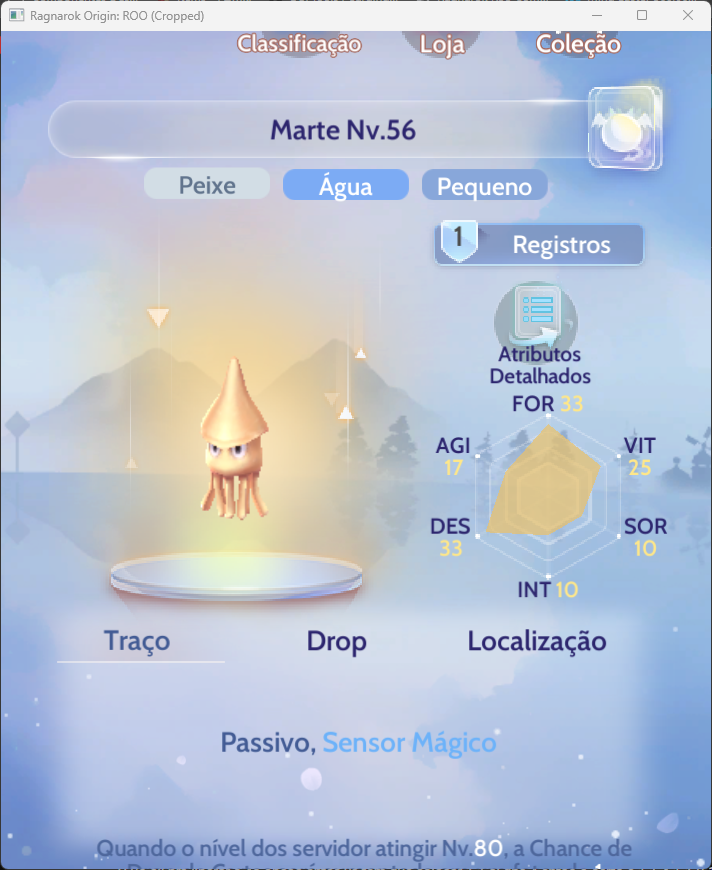 Ragnarok Origin: ROO (Cropped)
Classificação
Loja
Coleção
Marte Nv.56
Peixe
Água
Pequeno
1
Registros
Atributos
Detalhados
FOR 33
AGI
17
VIT
25
DES
33
SOR
10
INT 10
Traço
Drop
Localização
Passivo, Sensor Mágico
Quando o nível dos servidor atingir Nv.80, a Chance de